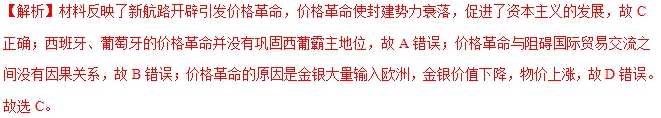 【解析】材料反映了新航路开辟引发价格革命，价格革命使封建势力衰落，促进了资本主义的发展，故 C
正确；西班牙、葡萄牙的价格革命并没有巩固西葡霸主地位，故 A 错误；价格革命与阻碍国际贸易交流之
间没有因果关系，故 B 错误；价格革命的原因是金银大量输入欧洲，金银价值下降，物价上涨，故 D 错误。
故选 C。